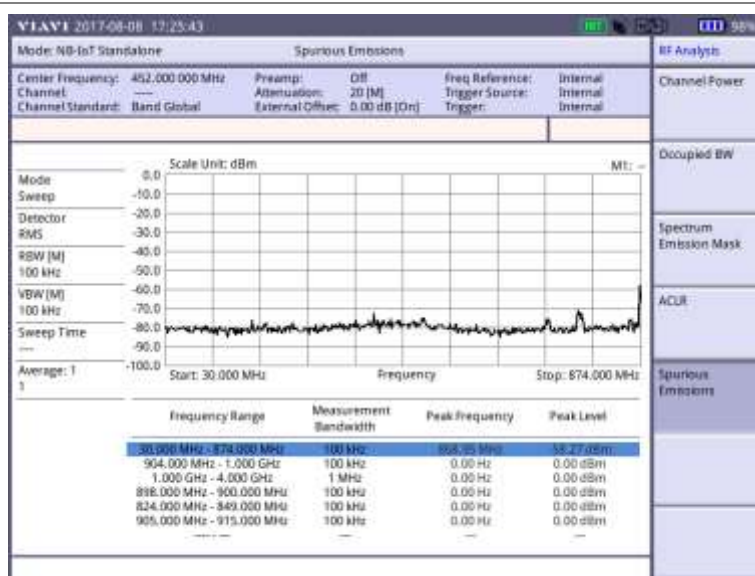 VIAVI 2017-08-08 17:25:43
INT
98%
Mode: NB-IoT Standalone Spurious Emissions
RF Analysis
Center Frequency: 452.000 000 MHz Preamp: Off Freq Reference: Internal
Channel: ---- Attenuation: 20 [M] Trigger Source: Internal
Channel Standard: Band Global External Offset: 0.00 dB [On] Trigger: Internal
Channel Power
Occupied BW
Spectrum
Emission Mask
ACLR
Spurious
Emissions
Mode
Sweep
Detector
RMS
RBW [M]
100 kHz
VBW [M]
100 kHz
Sweep Time
---
Average: 1
1
Scale Unit: dBm M1: --
0.0
-10.0
-20.0
-30.0
-40.0
-50.0
-60.0
-70.0
-80.0
-90.0
-100.0
Start: 30.000 MHz Frequency Stop: 874.000 MHz
Frequency Range Measurement Bandwidth Peak Frequency Peak Level
30.000 MHz - 874.000 MHz 100 kHz 868.95 MHz 58.27 dBm
904.000 MHz - 1.000 GHz 100 kHz 0.00 Hz 0.00 dBm
1.000 GHz - 4.000 GHz 1 MHz 0.00 Hz 0.00 dBm
898.000 MHz - 900.000 MHz 100 kHz 0.00 Hz 0.00 dBm
824.000 MHz - 849.000 MHz 100 kHz 0.00 Hz 0.00 dBm
905.000 MHz - 915.000 MHz 100 kHz 0.00 Hz 0.00 dBm